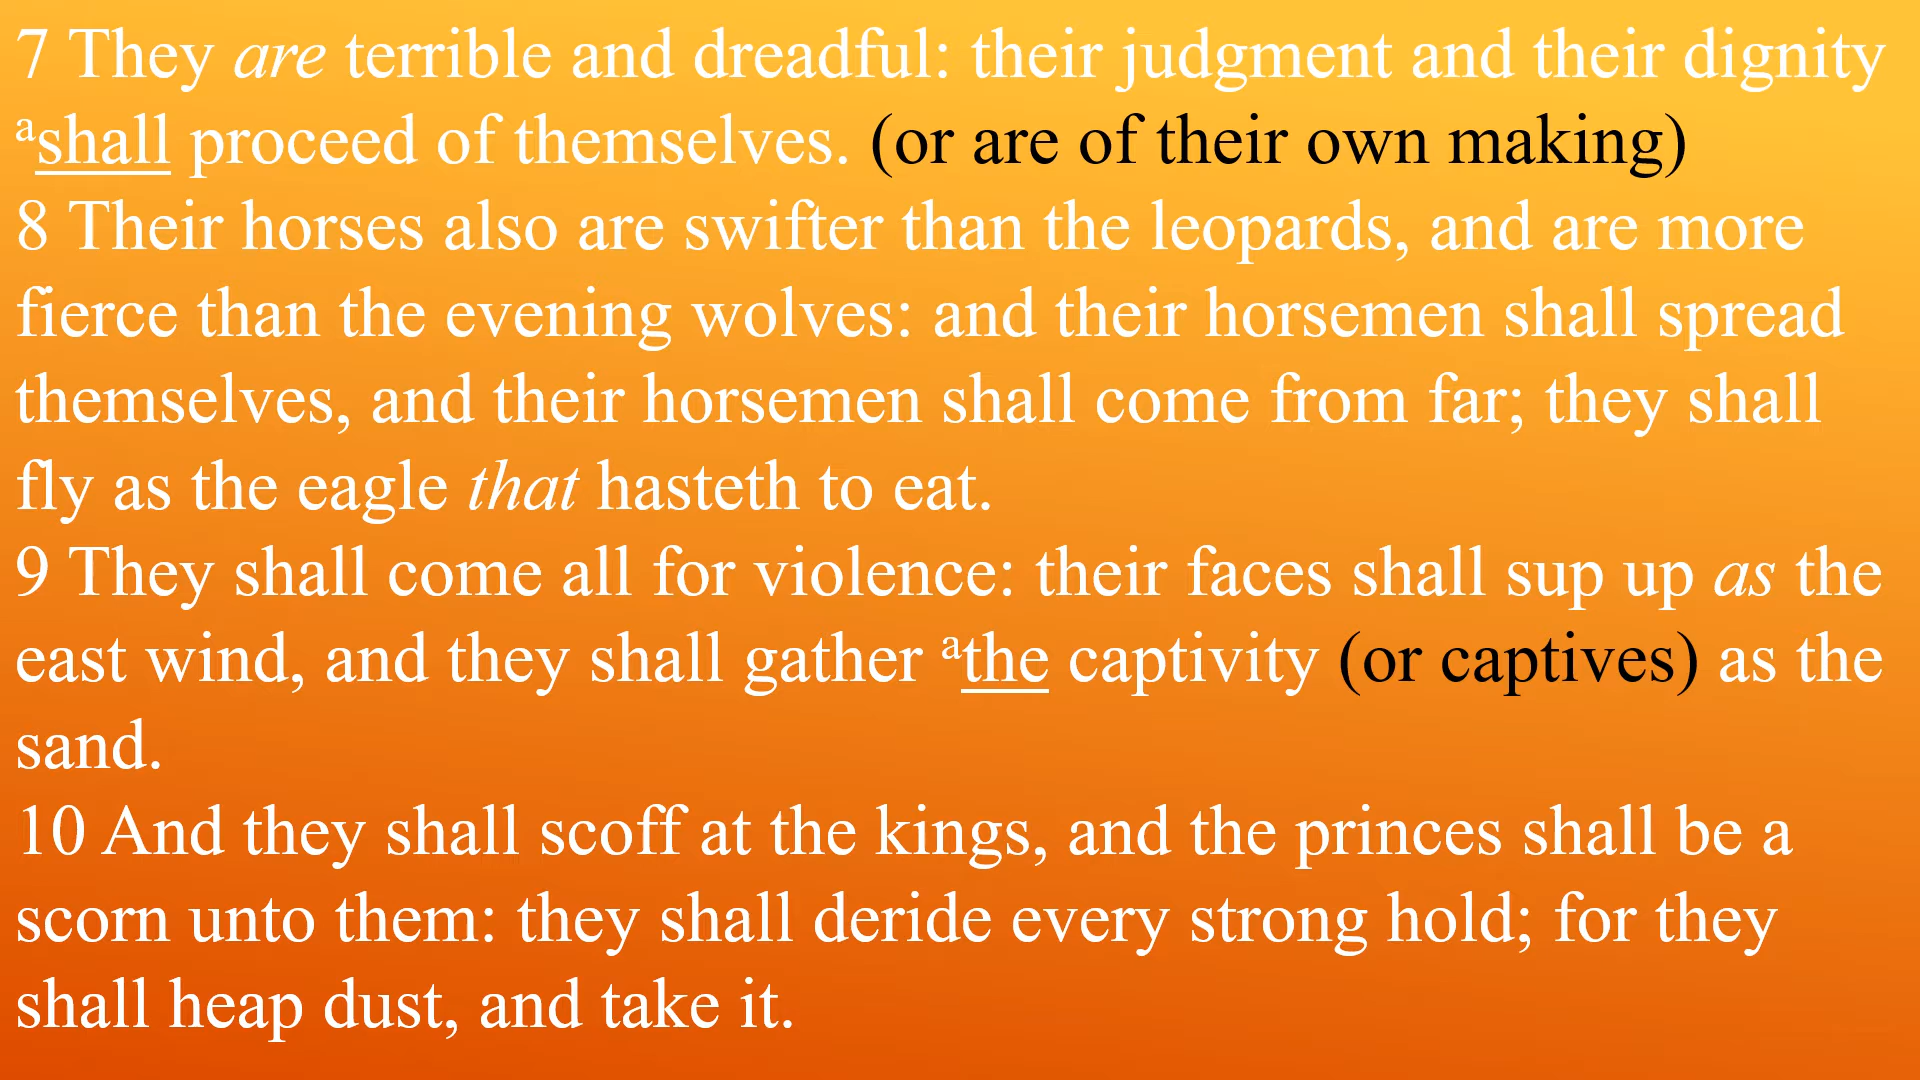 7 They are terrible and dreadful: their judgment and their dignity
ashall proceed of themselves. (or are of their own making)
8 Their horses also are swifter than the leopards, and are more
fierce than the evening wolves: and their horsemen shall spread
themselves, and their horsemen shall come from far; they shall
fly as the eagle that hasteth to eat.
9 They shall come all for violence: their faces shall sup up as the
east wind, and they shall gather athe captivity (or captives) as the
sand.
10 And they shall scoff at the kings, and the princes shall be a
scorn unto them: they shall deride every strong hold; for they
shall heap dust, and take it.